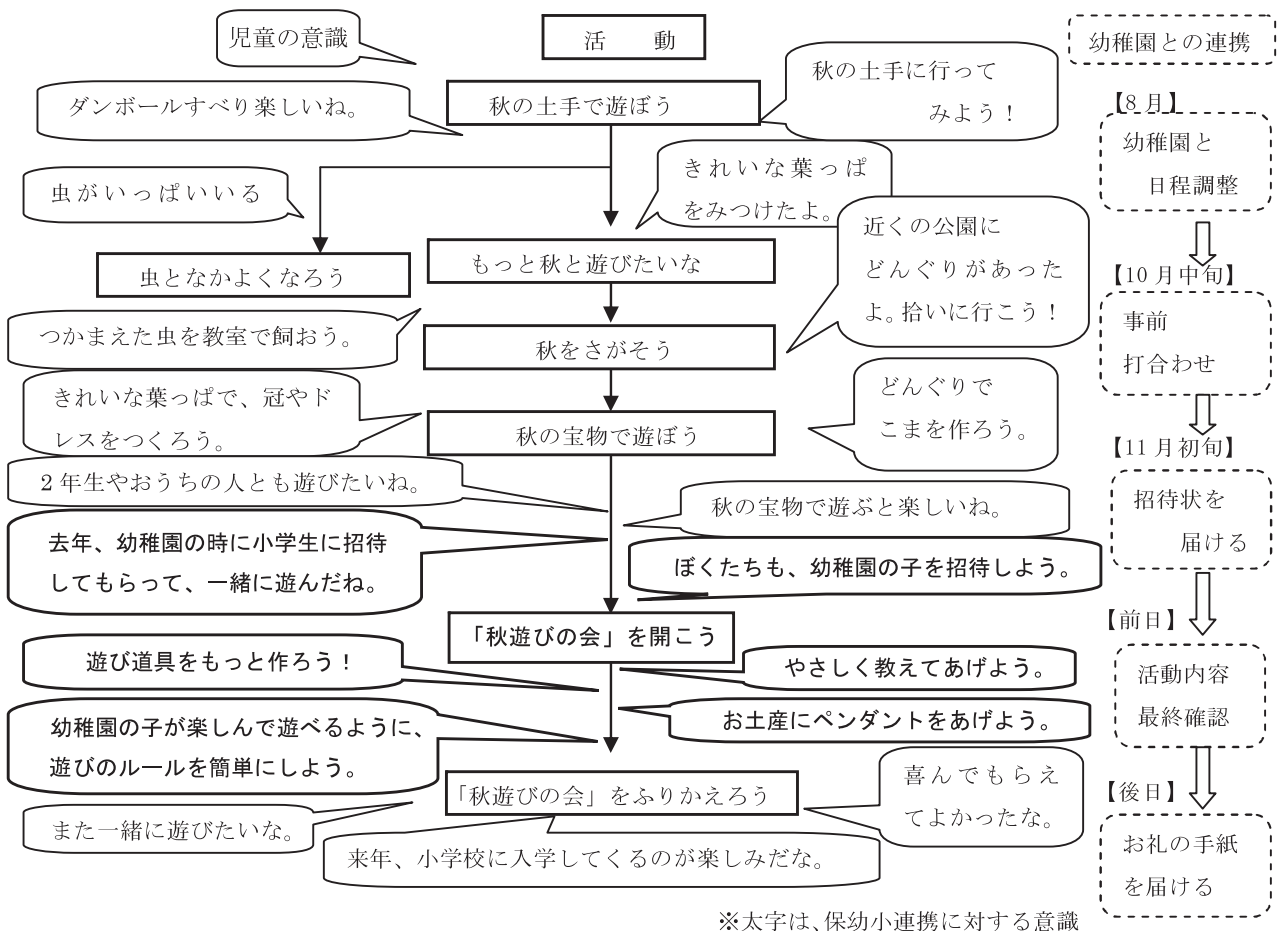 児童の意識
活　　動
幼稚園との連携
秋の土手に行って
みよう！
ダンボールすべり楽しいね。
秋の土手で遊ぼう
きれいな葉っぱ
をみつけたよ。
虫がいっぱいいる
近くの公園に
どんぐりがあった
よ。拾いに行こう！
虫となかよくなろう
もっと秋と遊びたいな
つかまえた虫を教室で飼おう。
秋をさがそう
きれいな葉っぱで、冠やド
レスをつくろう。
どんぐりで
こまを作ろう。
秋の宝物で遊ぼう
2年生やおうちの人とも遊びたいね。
秋の宝物で遊ぶと楽しいね。
去年、幼稚園の時に小学生に招待
してもらって、一緒に遊んだね。
ぼくたちも、幼稚園の子を招待しよう。
「秋遊びの会」を開こう
遊び道具をもっと作ろう！
やさしく教えてあげよう。
幼稚園の子が楽しんで遊べるように、
遊びのルールを簡単にしよう。
お土産にペンダントをあげよう。
「秋遊びの会」をふりかえろう
喜んでもらえ
てよかったな。
また一緒に遊びたいな。
来年、小学校に入学してくるのが楽しみだな。
【8月】
幼稚園と
日程調整
【10月中旬】
事前
打合わせ
【11月初旬】
招待状を
届ける
【前日】
活動内容
最終確認
【後日】
お礼の手紙
を届ける
※太字は、保幼小連携に対する意識